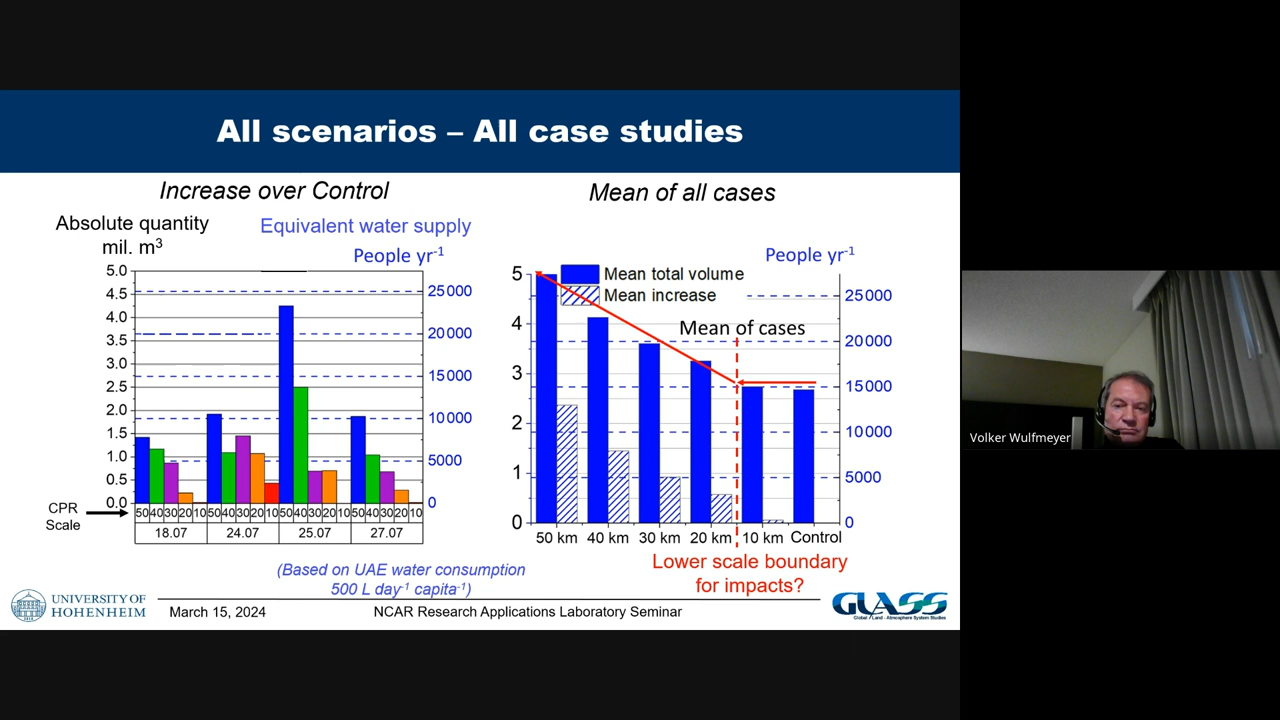 All scenarios – All case studies
Increase over Control
Mean of all cases
Absolute quantity
mil. m³
Equivalent water supply
People yr⁻¹
5.0
4.5
4.0
3.5
3.0
2.5
2.0
1.5
1.0
0.5
0.0
25000
20000
15000
10000
5000
0
CPR
Scale
50 40 30 20 10 50 40 30 20 10 50 40 30 20 10 50 40 30 20 10
18.07 24.07 25.07 27.07
People yr⁻¹
Mean total volume
Mean increase
Mean of cases
5
4
3
2
1
0
25000
20000
15000
10000
5000
0
50 km 40 km 30 km 20 km 10 km Control
Lower scale boundary
for impacts?
(Based on UAE water consumption
500 L day⁻¹ capita⁻¹)
UNIVERSITY OF
HOHENHEIM
March 15, 2024
NCAR Research Applications Laboratory Seminar
GLASS
Global Land - Atmosphere System Studies
Volker Wulfmeyer